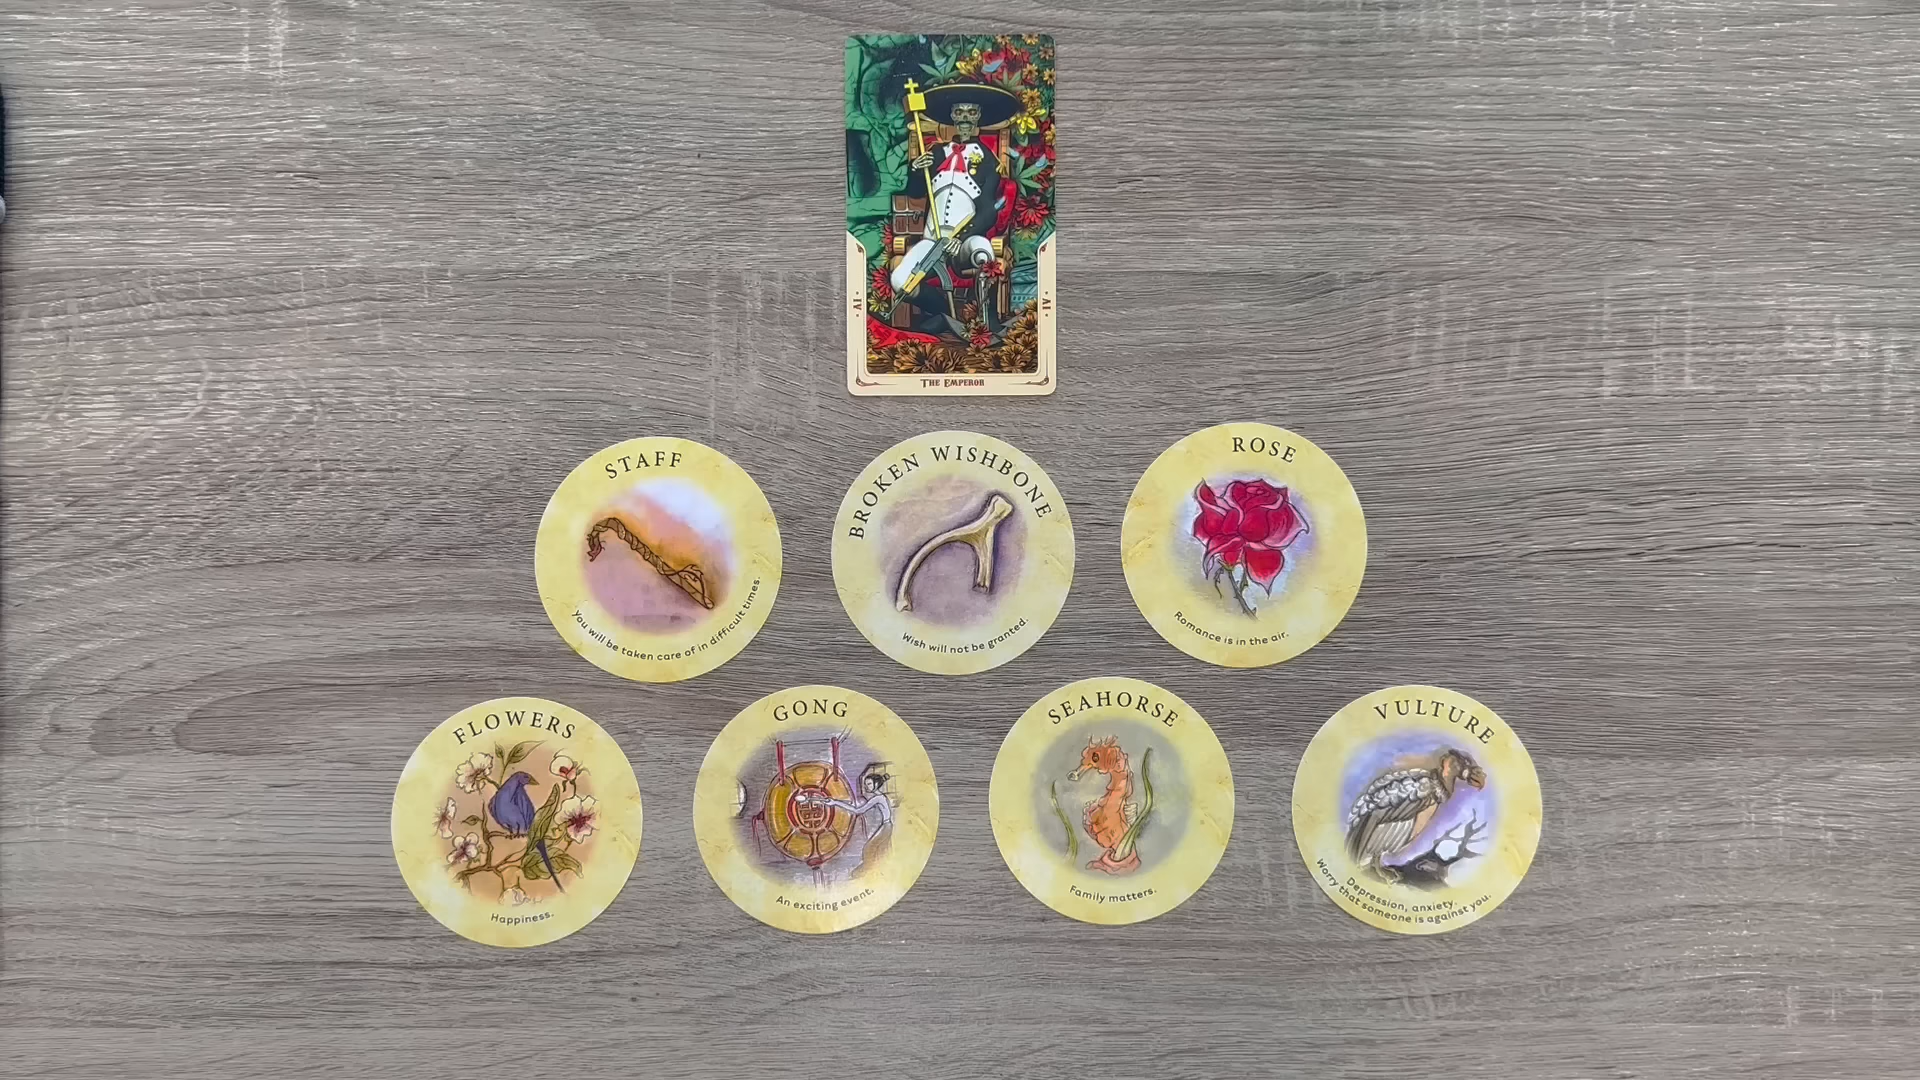 · IV ·
· IV ·
THE EMPEROR
STAFF
You will be taken care of in difficult times.
BROKEN WISHBONE
Wish will not be granted.
ROSE
Romance is in the air.
FLOWERS
Happiness.
GONG
An exciting event.
SEAHORSE
Family matters.
VULTURE
Depression, anxiety.
Worry that someone is against you.